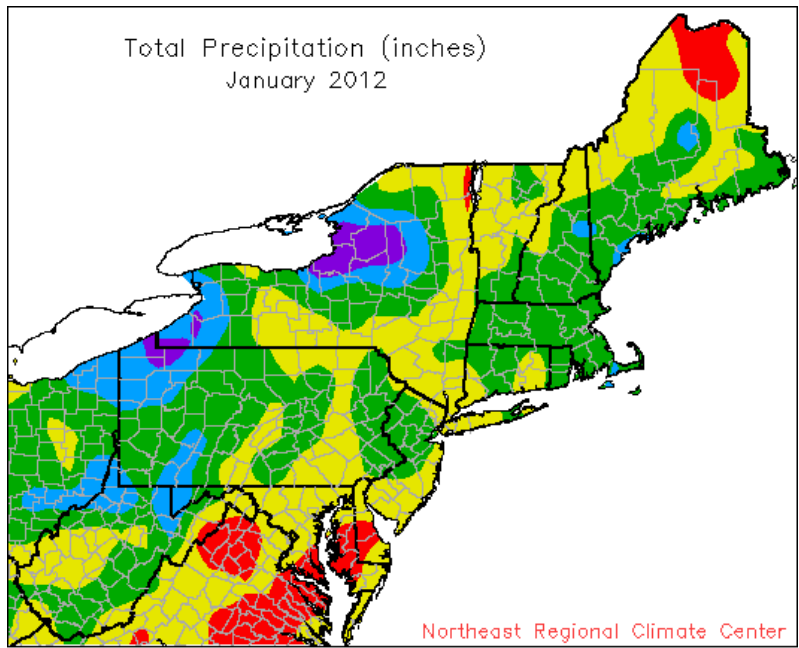 Total Precipitation (inches)
January 2012
Northeast Regional Climate Center